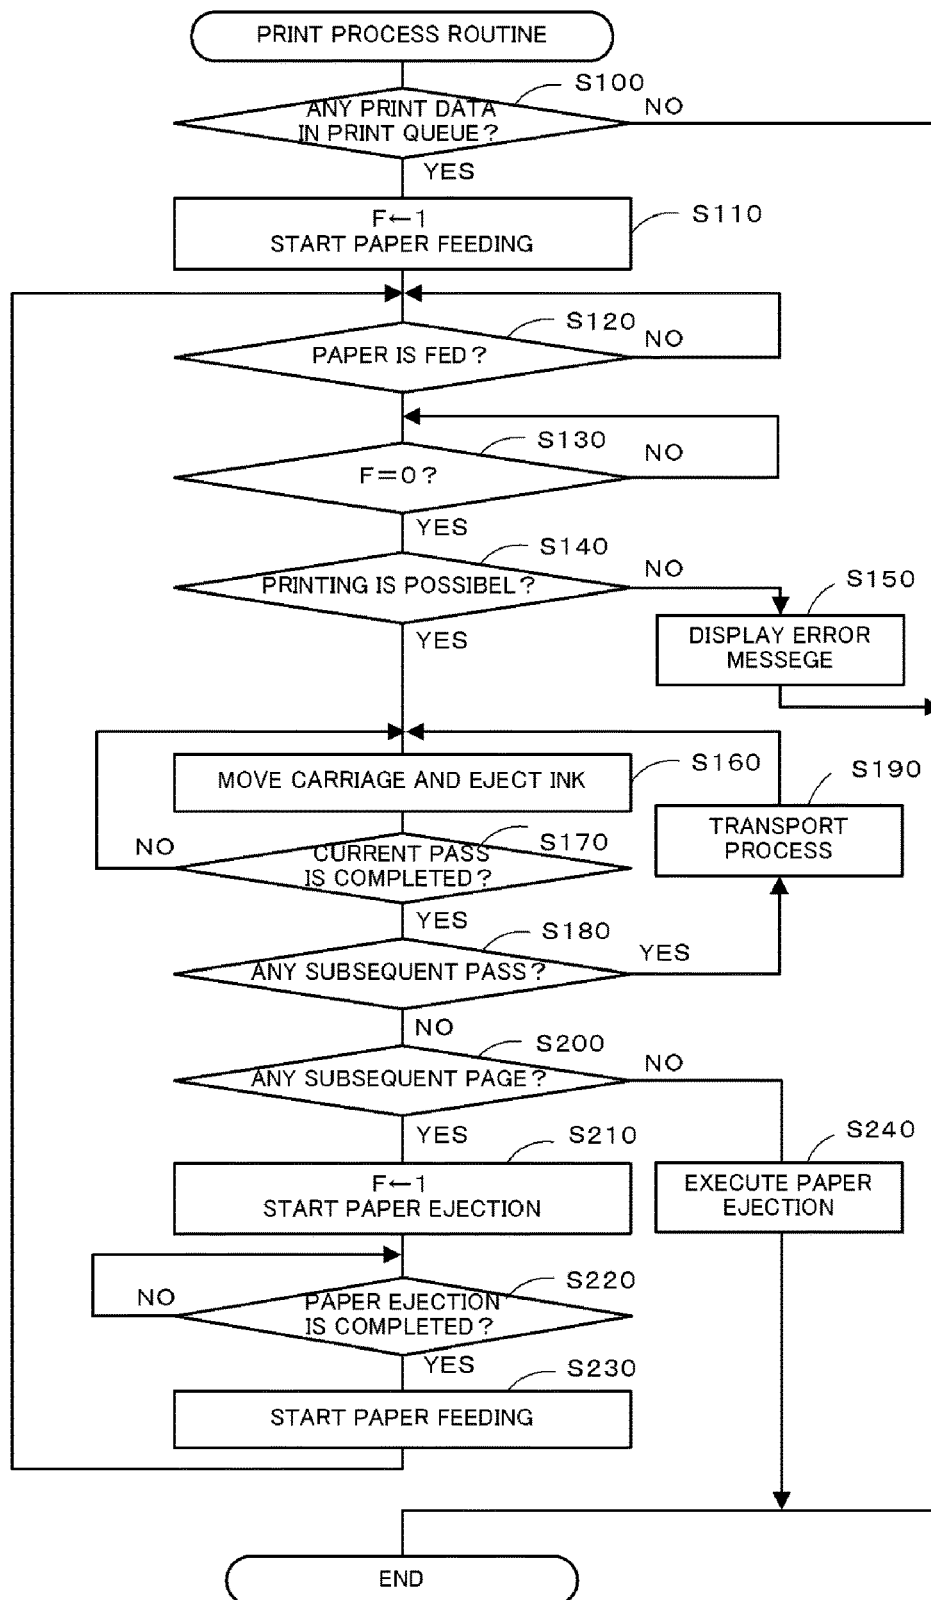 PRINT PROCESS ROUTINE
S100
ANY PRINT DATA
IN PRINT QUEUE?
NO
YES
S110
F←1
START PAPER FEEDING
S120
PAPER IS FED?
NO
S130
F=0?
NO
YES
S140
PRINTING IS POSSIBEL?
NO
YES
S150
DISPLAY ERROR
MESSEGE
S160
MOVE CARRIAGE AND EJECT INK
S190
TRANSPORT
PROCESS
S170
CURRENT PASS
IS COMPLETED?
NO
YES
S180
ANY SUBSEQUENT PASS?
YES
NO
S200
ANY SUBSEQUENT PAGE?
NO
YES
S210
F←1
START PAPER EJECTION
S240
EXECUTE PAPER
EJECTION
S220
PAPER EJECTION
IS COMPLETED?
NO
YES
S230
START PAPER FEEDING
END